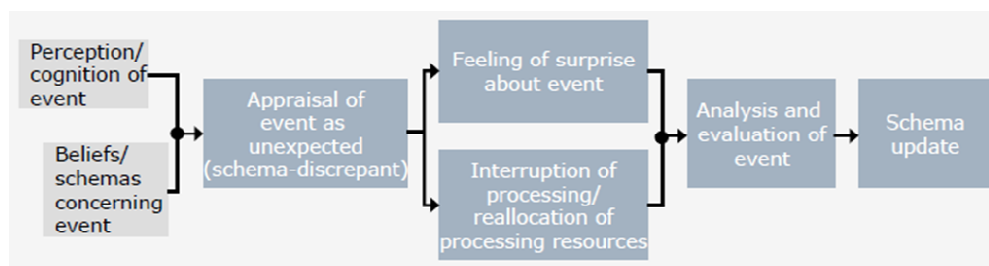 Perception/
cognition of
event
Beliefs/
schemas
concerning
event
Appraisal of
event as
unexpected
(schema-discrepant)
Feeling of surprise
about event
Interruption of
processing/
reallocation of
processing resources
Analysis and
evaluation of
event
Schema
update